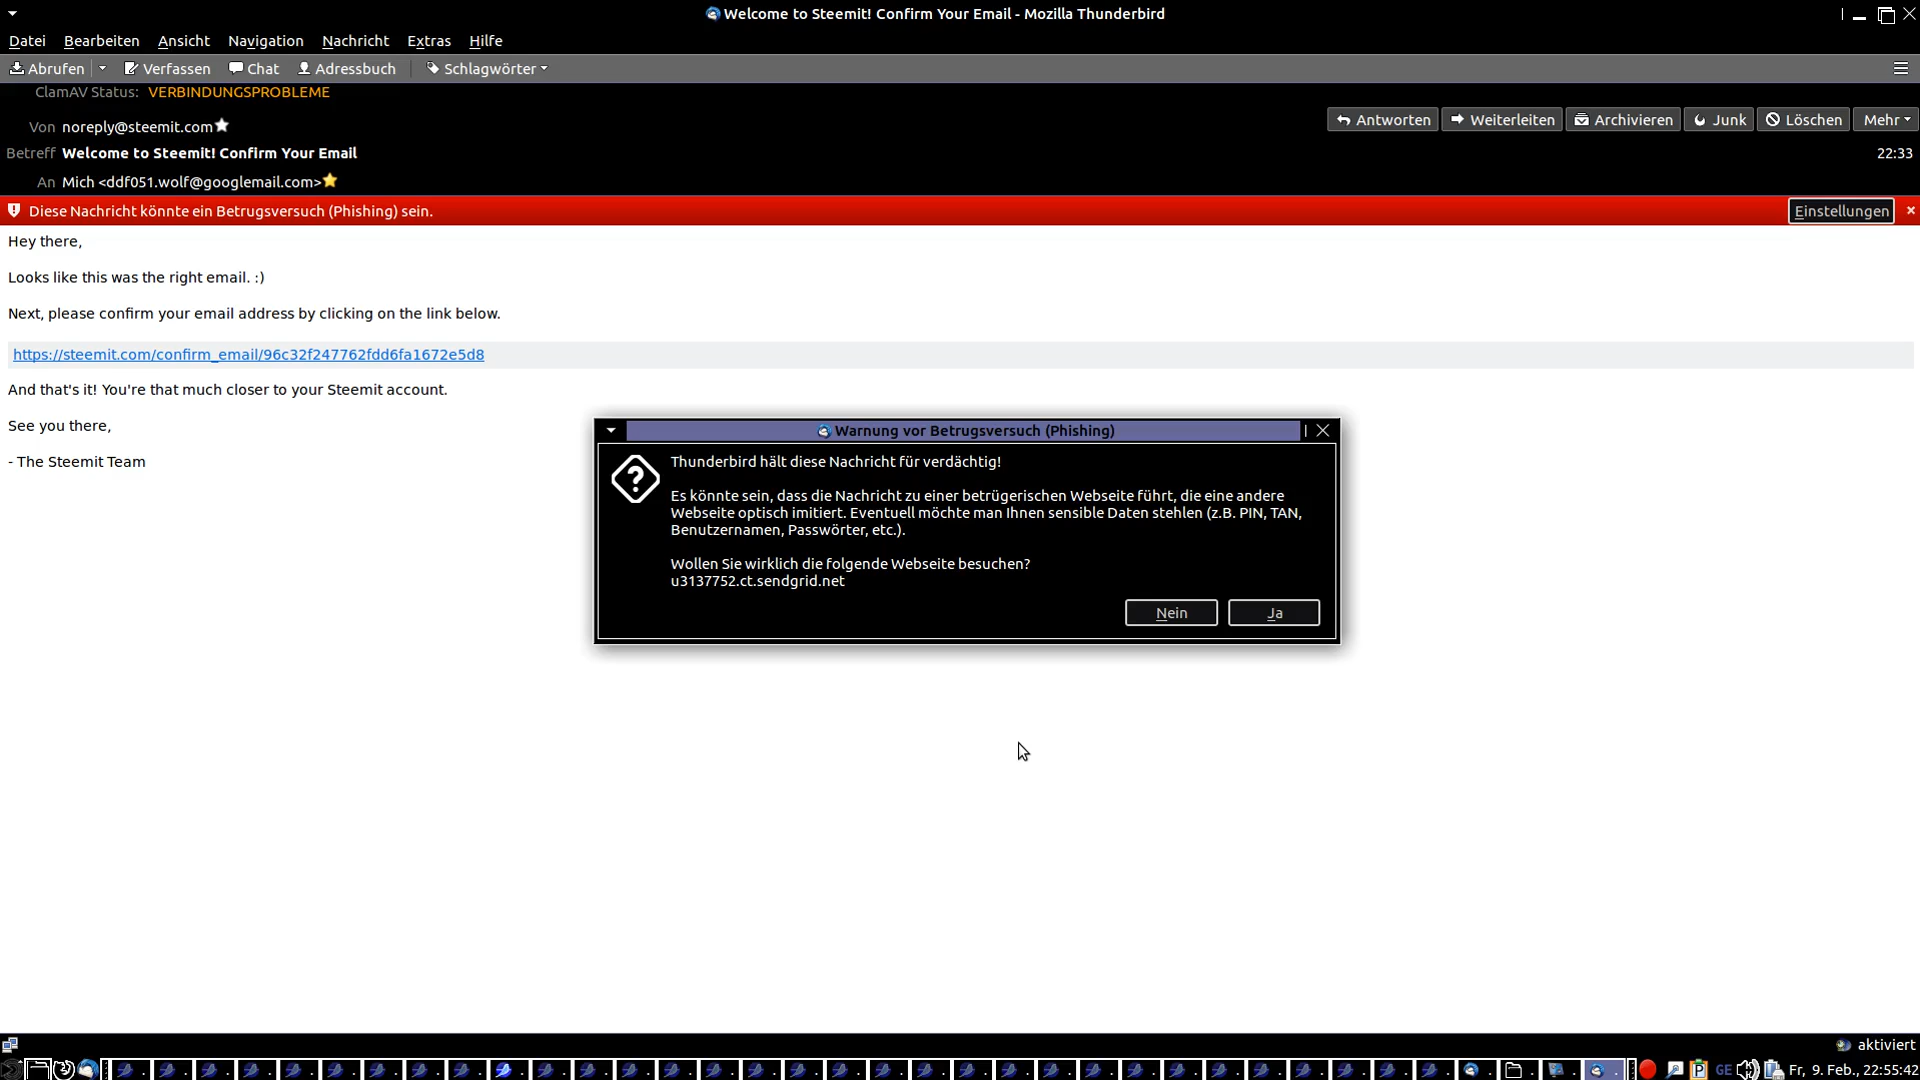 Welcome to Steemit! Confirm Your Email - Mozilla Thunderbird
Datei Bearbeiten Ansicht Navigation Nachricht Extras Hilfe
Abrufen Verfassen Chat Adressbuch Schlagwörter
ClamAV Status: VERBINDUNGSPROBLEME
Von noreply@steemit.com
Antworten Weiterleiten Archivieren Junk Löschen Mehr
Betreff Welcome to Steemit! Confirm Your Email
22:33
An Mich <ddf051.wolf@googlemail.com>
Diese Nachricht könnte ein Betrugsversuch (Phishing) sein.
Einstellungen
Hey there,
Looks like this was the right email. :)
Next, please confirm your email address by clicking on the link below.
https://steemit.com/confirm_email/96c32f247762fdd6fa1672e5d8
And that's it! You're that much closer to your Steemit account.
See you there,
- The Steemit Team
Warnung vor Betrugsversuch (Phishing)
Thunderbird hält diese Nachricht für verdächtig!
Es könnte sein, dass die Nachricht zu einer betrügerischen Webseite führt, die eine andere
Webseite optisch imitiert. Eventuell möchte man Ihnen sensible Daten stehlen (z.B. PIN, TAN,
Benutzernamen, Passwörter, etc.).
Wollen Sie wirklich die folgende Webseite besuchen?
u3137752.ct.sendgrid.net
Nein Ja
aktiviert
GE Fr, 9. Feb., 22:55:42